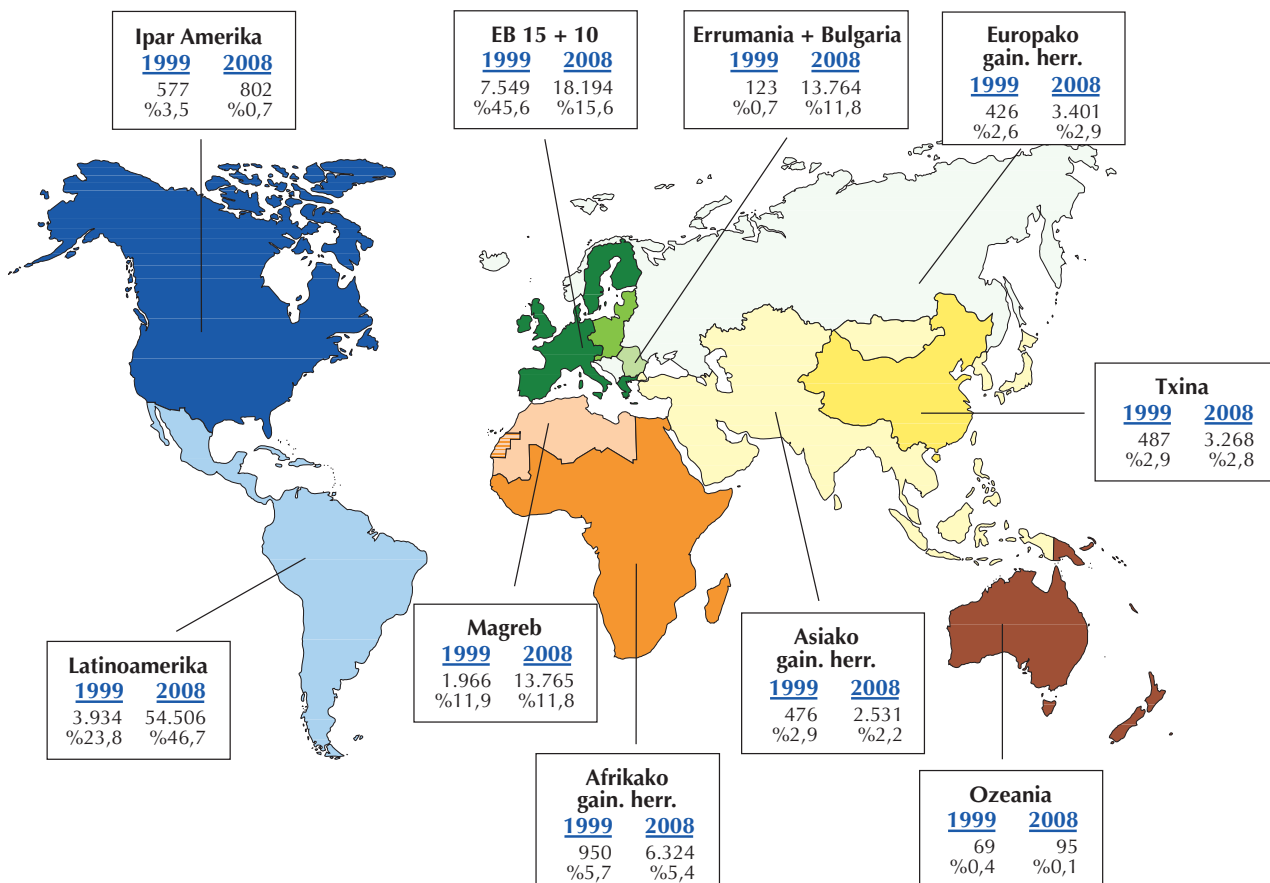 Ipar Amerika
1999 2008
577 802
%3,5 %0,7
EB 15 + 10
1999 2008
7.549 18.194
%45,6 %15,6
Errumania + Bulgaria
1999 2008
123 13.764
%0,7 %11,8
Europako
gain. herr.
1999 2008
426 3.401
%2,6 %2,9
Txina
1999 2008
487 3.268
%2,9 %2,8
Latinoamerika
1999 2008
3.934 54.506
%23,8 %46,7
Magreb
1999 2008
1.966 13.765
%11,9 %11,8
Asiako
gain. herr.
1999 2008
476 2.531
%2,9 %2,2
Afrikako
gain. herr.
1999 2008
950 6.324
%5,7 %5,4
Ozeania
1999 2008
69 95
%0,4 %0,1